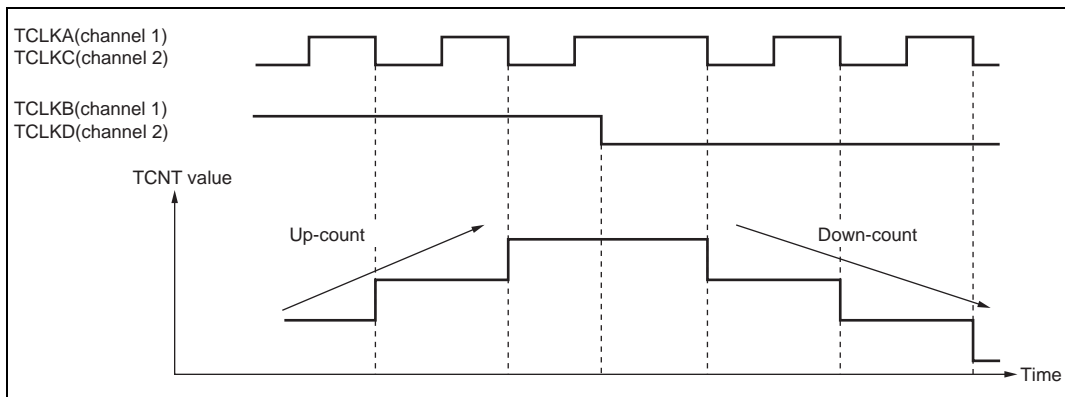 TCLKA(channel 1)
TCLKC(channel 2)
TCLKB(channel 1)
TCLKD(channel 2)
TCNT value
Up-count
Down-count
Time